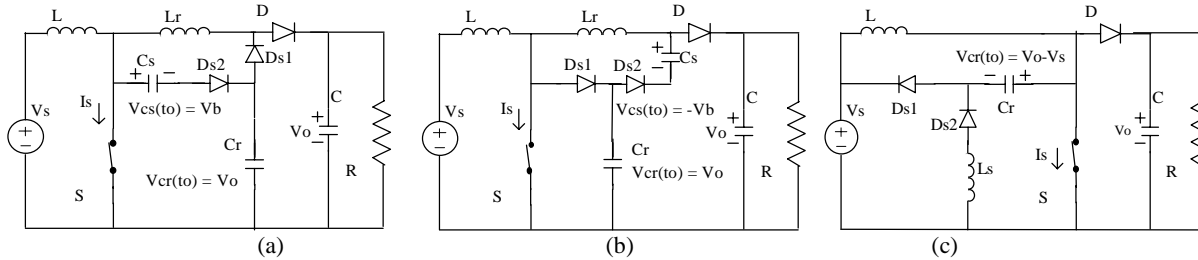 L
Lr
D
Cs
+
−
Ds2
Ds1
Vs
Is
Vcs(to) = Vb
C
+
−
Vo
+
−
Cr
S
Vcr(to) = Vo
R
(a)
L
Lr
D
+
−
Cs
Ds1
Ds2
Vs
Is
Vcs(to) = -Vb
C
+
−
Vo
+
−
Cr
S
Vcr(to) = Vo
R
(b)
L
D
Vcr(to) = Vo-Vs
−
+
Vs
Ds1
Cr
C
Ds2
+
−
Vo
+
−
Is
Ls
S
R
(c)